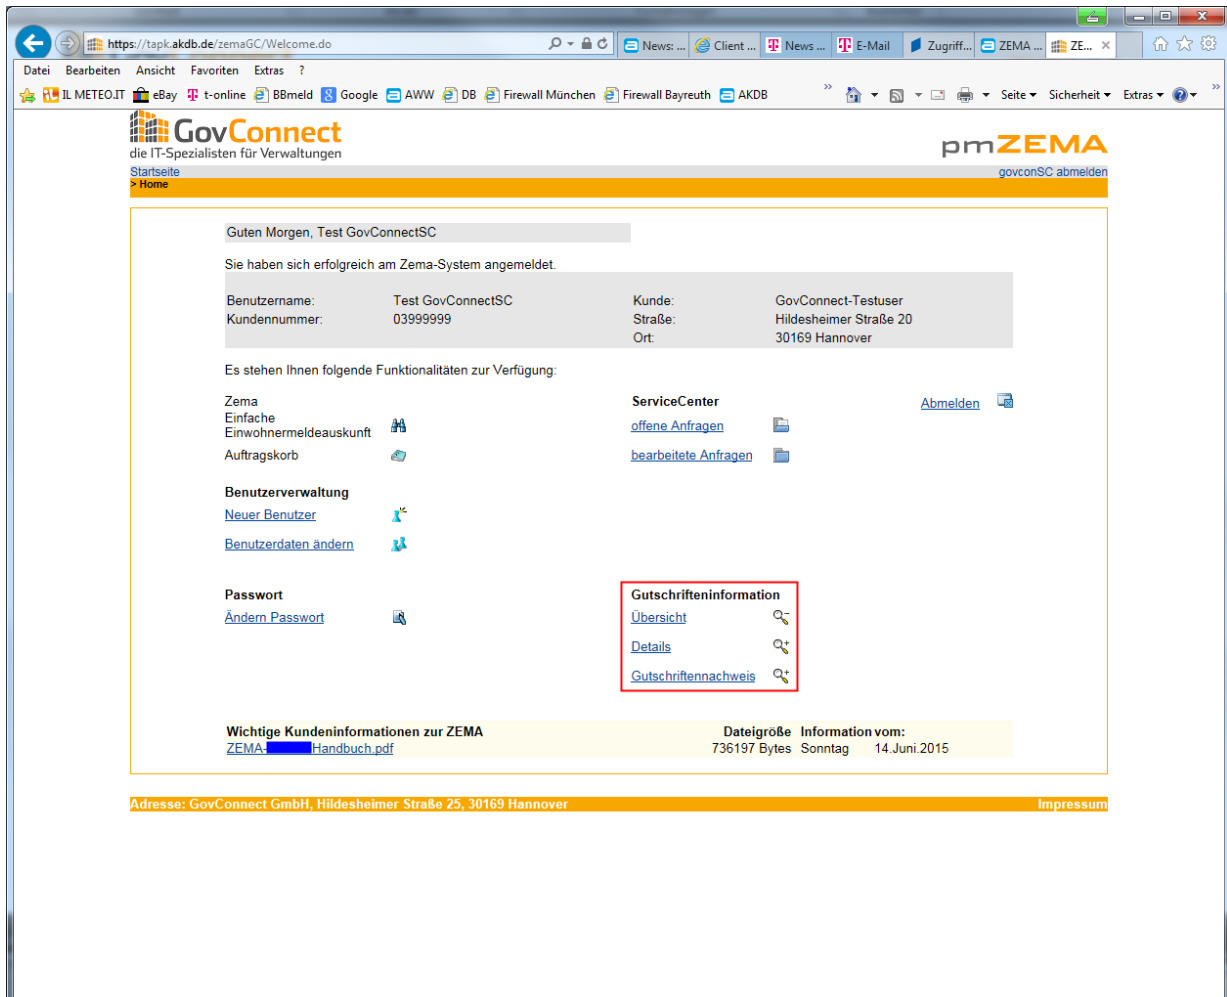 https://tapk.akdb.de/zemaGC/Welcome.do
News: ...
Client ...
News ...
E-Mail
Zugriff...
ZEMA ...
ZE...
Datei Bearbeiten Ansicht Favoriten Extras ?
IL METEO.IT eBay t-online BBmeld Google AWW DB Firewall München Firewall Bayreuth AKDB » Seite Sicherheit Extras »
GovConnect
die IT-Spezialisten für Verwaltungen
pmZEMA
Startseite govconSC abmelden
> Home
Guten Morgen, Test GovConnectSC
Sie haben sich erfolgreich am Zema-System angemeldet.
Benutzername: Test GovConnectSC Kunde: GovConnect-Testuser
Kundennummer: 03999999 Straße: Hildesheimer Straße 20
Ort: 30169 Hannover
Es stehen Ihnen folgende Funktionalitäten zur Verfügung:
Zema ServiceCenter Abmelden
Einfache
Einwohnermeldeauskunft offene Anfragen
Auftragskorb bearbeitete Anfragen
Benutzerverwaltung
Neuer Benutzer
Benutzerdaten ändern
Passwort Gutschrifteninformation
Ändern Passwort Übersicht
Details
Gutschriftennachweis
Wichtige Kundeninformationen zur ZEMA Dateigröße Information vom:
ZEMA- Handbuch.pdf 736197 Bytes Sonntag 14.Juni.2015
Adresse: GovConnect GmbH, Hildesheimer Straße 25, 30169 Hannover Impressum